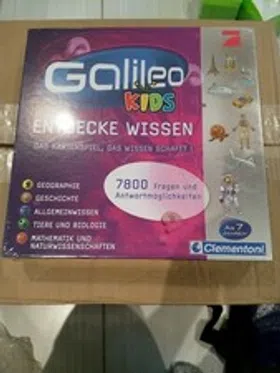 Galileo
KIDS
ENTDECKE WISSEN
DAS KARTENSPIEL, DAS WISSEN SCHAFFT!
GEOGRAPHIE
GESCHICHTE
ALLGEMEINWISSEN
TIERE UND BIOLOGIE
MATHEMATIK UND
NATURWISSENSCHAFTEN
7800 Fragen und
Antwortmöglichkeiten
Ab 7
Jahren
Clementoni